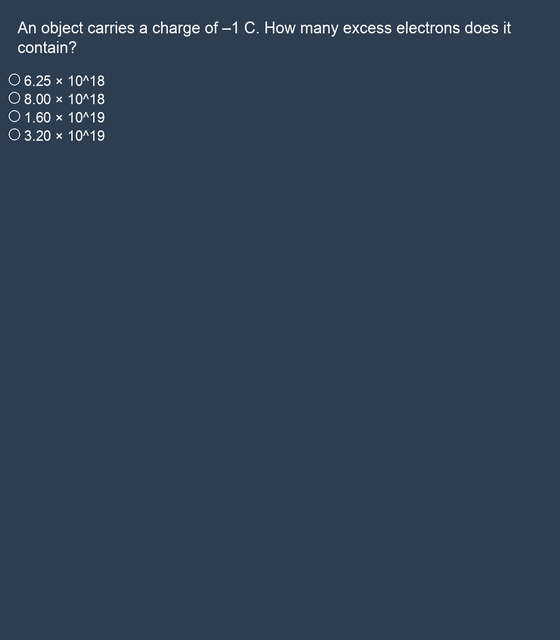 An object carries a charge of –1 C. How many excess electrons does it
contain?
6.25 × 10^18
8.00 × 10^18
1.60 × 10^19
3.20 × 10^19